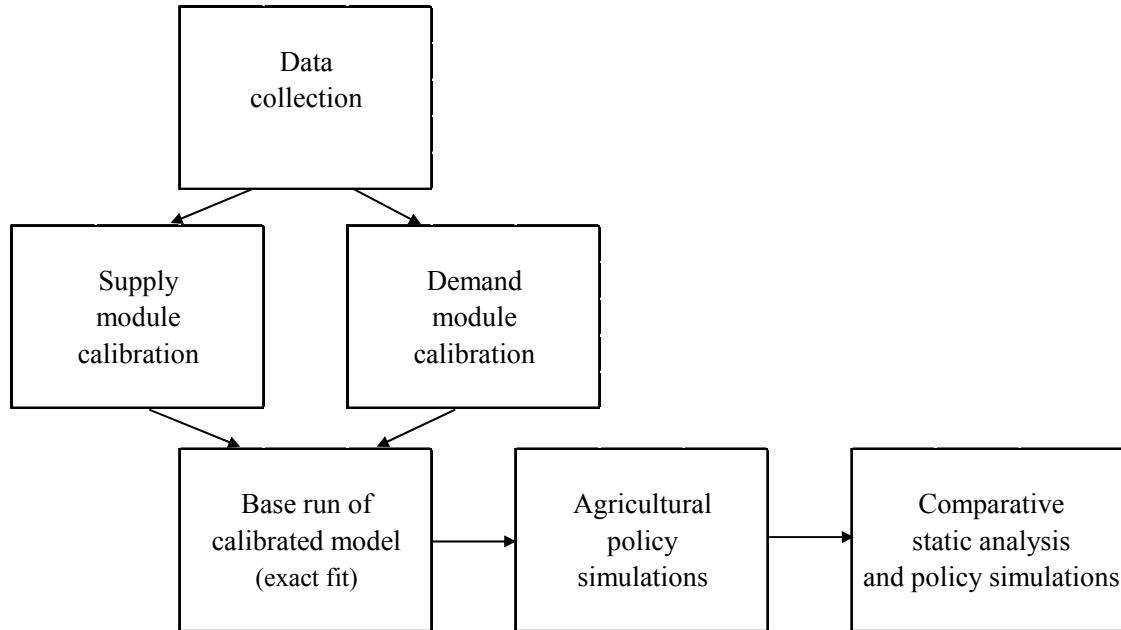 Data
collection
Supply
module
calibration
Demand
module
calibration
Base run of
calibrated model
(exact fit)
Agricultural
policy
simulations
Comparative
static analysis
and policy simulations